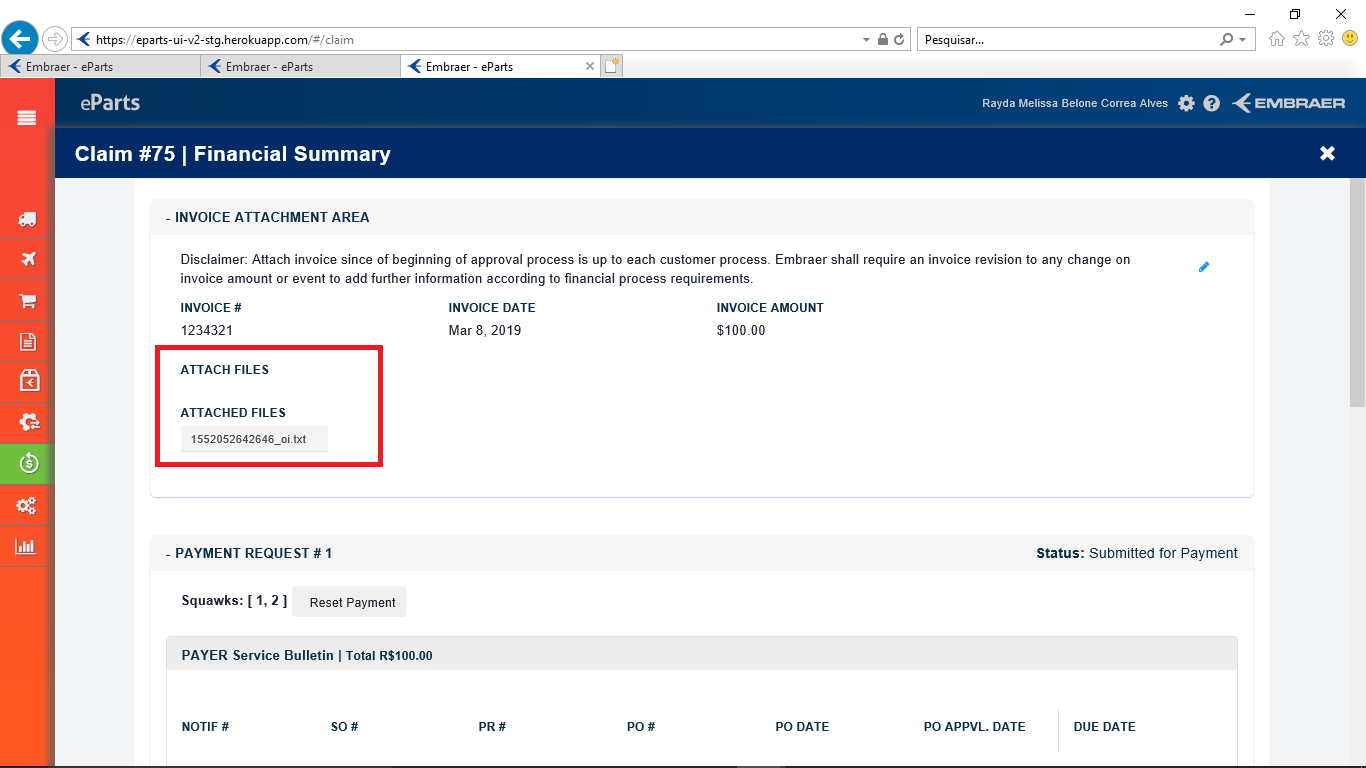 https://eparts-ui-v2-stg.herokuapp.com/#/claim
Pesquisar...
Embraer - eParts
Embraer - eParts
Embraer - eParts
eParts
Rayda Melissa Belone Correa Alves
EMBRAER
Claim #75 | Financial Summary
- INVOICE ATTACHMENT AREA
Disclaimer: Attach invoice since of beginning of approval process is up to each customer process. Embraer shall require an invoice revision to any change on
invoice amount or event to add further information according to financial process requirements.
INVOICE # INVOICE DATE INVOICE AMOUNT
1234321 Mar 8, 2019 $100.00
ATTACH FILES
ATTACHED FILES
1552052642646_oi.txt
- PAYMENT REQUEST # 1 Status: Submitted for Payment
Squawks: [ 1, 2 ] Reset Payment
PAYER Service Bulletin | Total R$100.00
NOTIF # SO # PR # PO # PO DATE PO APPVL. DATE DUE DATE